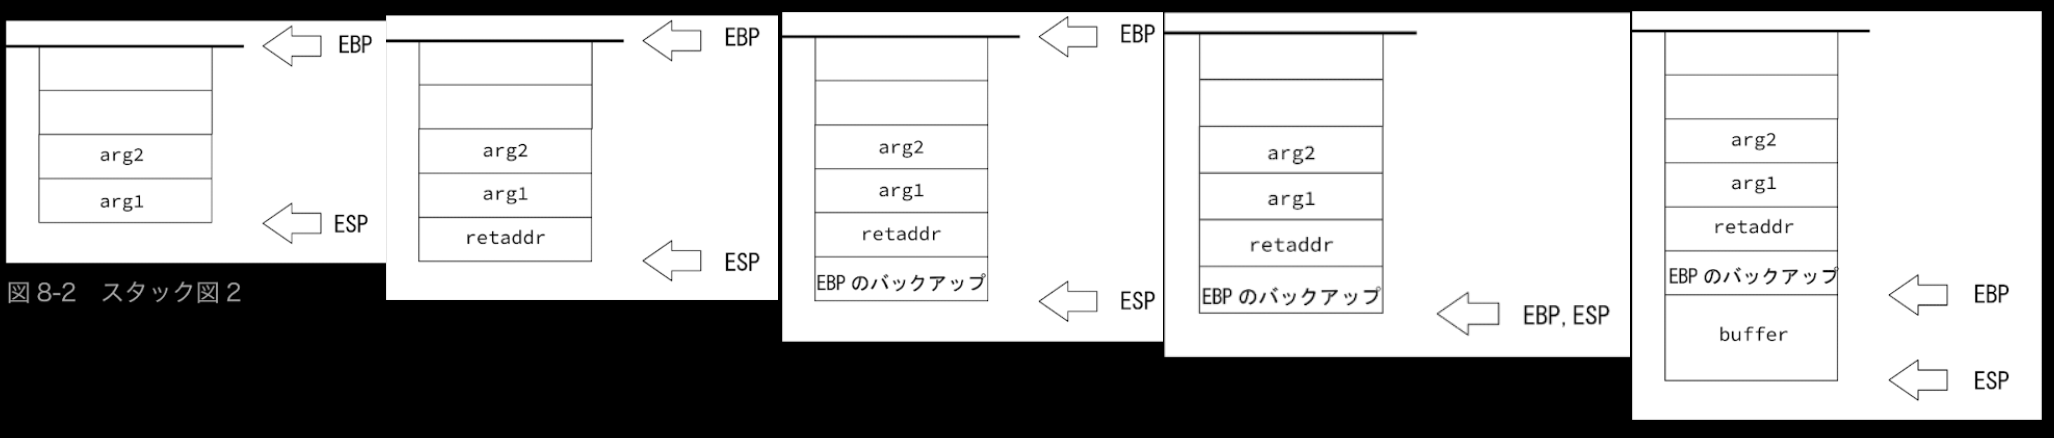 EBP
arg2
arg1
ESP
図 8-2　スタック図 2
EBP
arg2
arg1
retaddr
ESP
EBP
arg2
arg1
retaddr
EBP のバックアップ
ESP
arg2
arg1
retaddr
EBP のバックアップ
EBP, ESP
arg2
arg1
retaddr
EBP のバックアップ
EBP
buffer
ESP